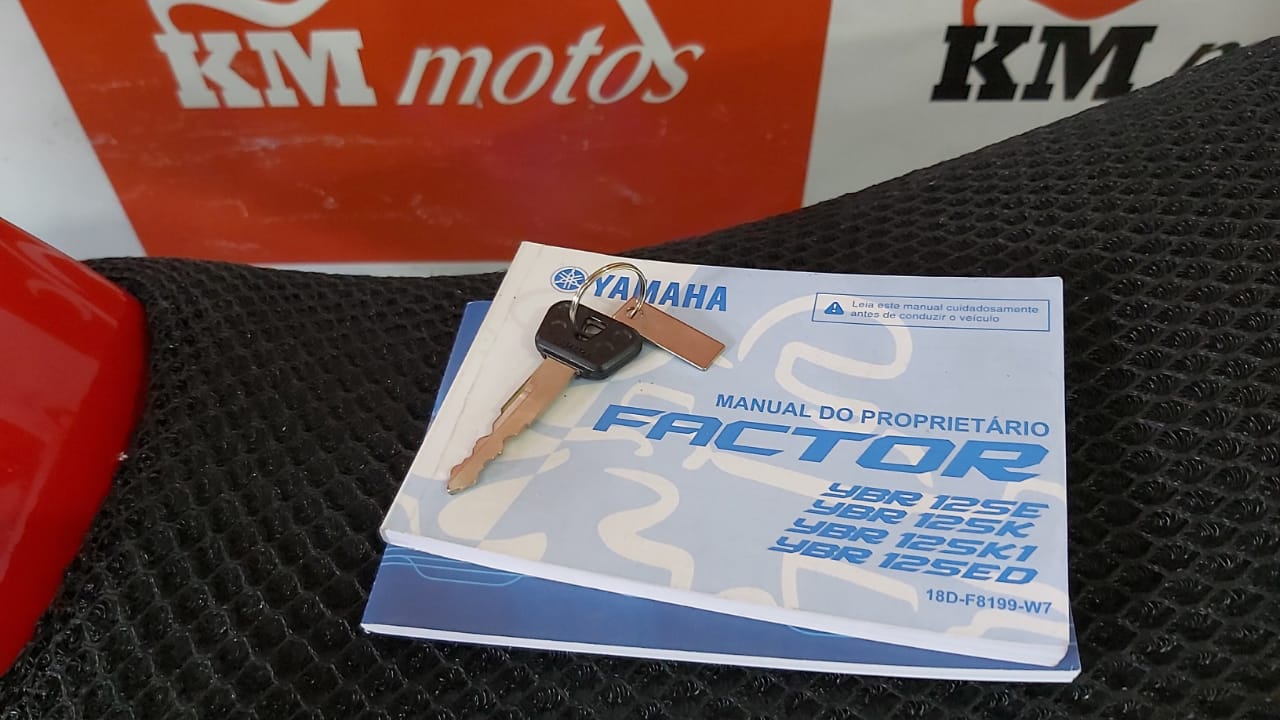 KM motos
KM
YAMAHA
Leia este manual cuidadosamente
antes de conduzir o veículo
MANUAL DO PROPRIETÁRIO
FACTOR
YBR 125E
YBR 125K
YBR 125K1
YBR 125ED
18D-F8199-W7